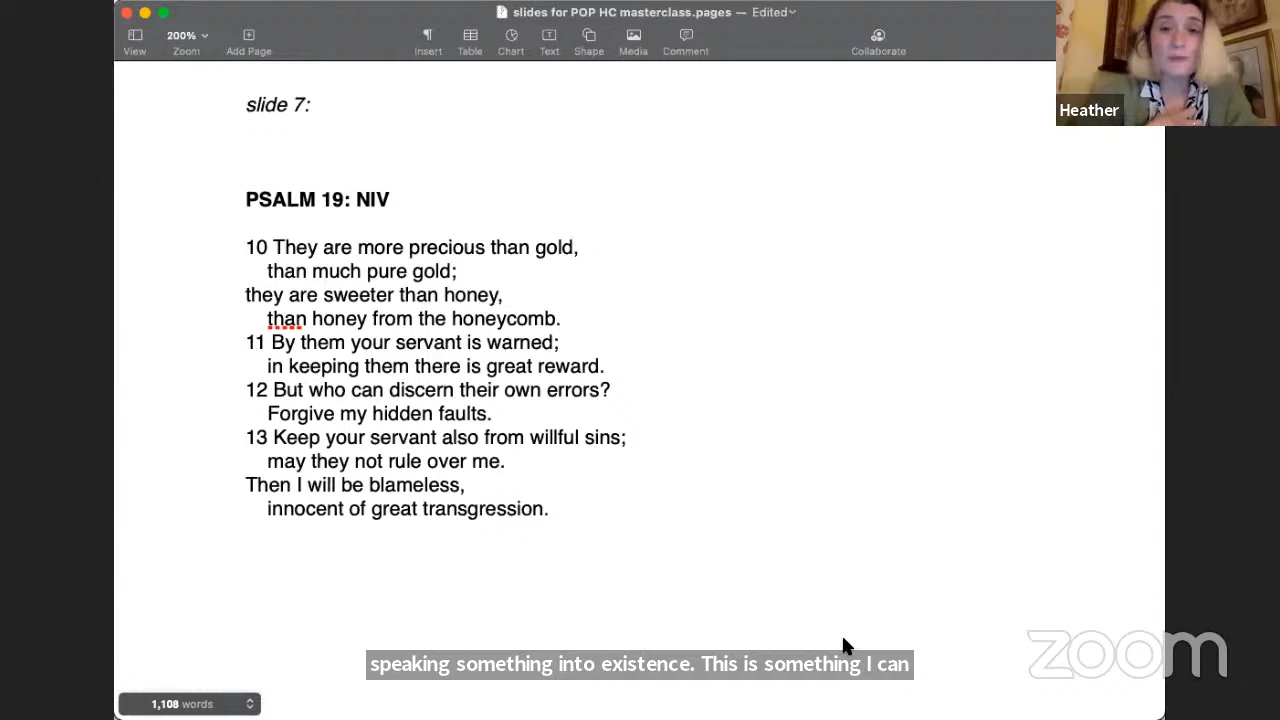 slides for POP HC masterclass.pages — Edited
200%
View
Zoom
Add Page
Insert
Table
Chart
Text
Shape
Media
Comment
Collaborate
Heather
slide 7:
PSALM 19: NIV
10 They are more precious than gold,
than much pure gold;
they are sweeter than honey,
than honey from the honeycomb.
11 By them your servant is warned;
in keeping them there is great reward.
12 But who can discern their own errors?
Forgive my hidden faults.
13 Keep your servant also from willful sins;
may they not rule over me.
Then I will be blameless,
innocent of great transgression.
speaking something into existence. This is something I can
zoom
1,108 words